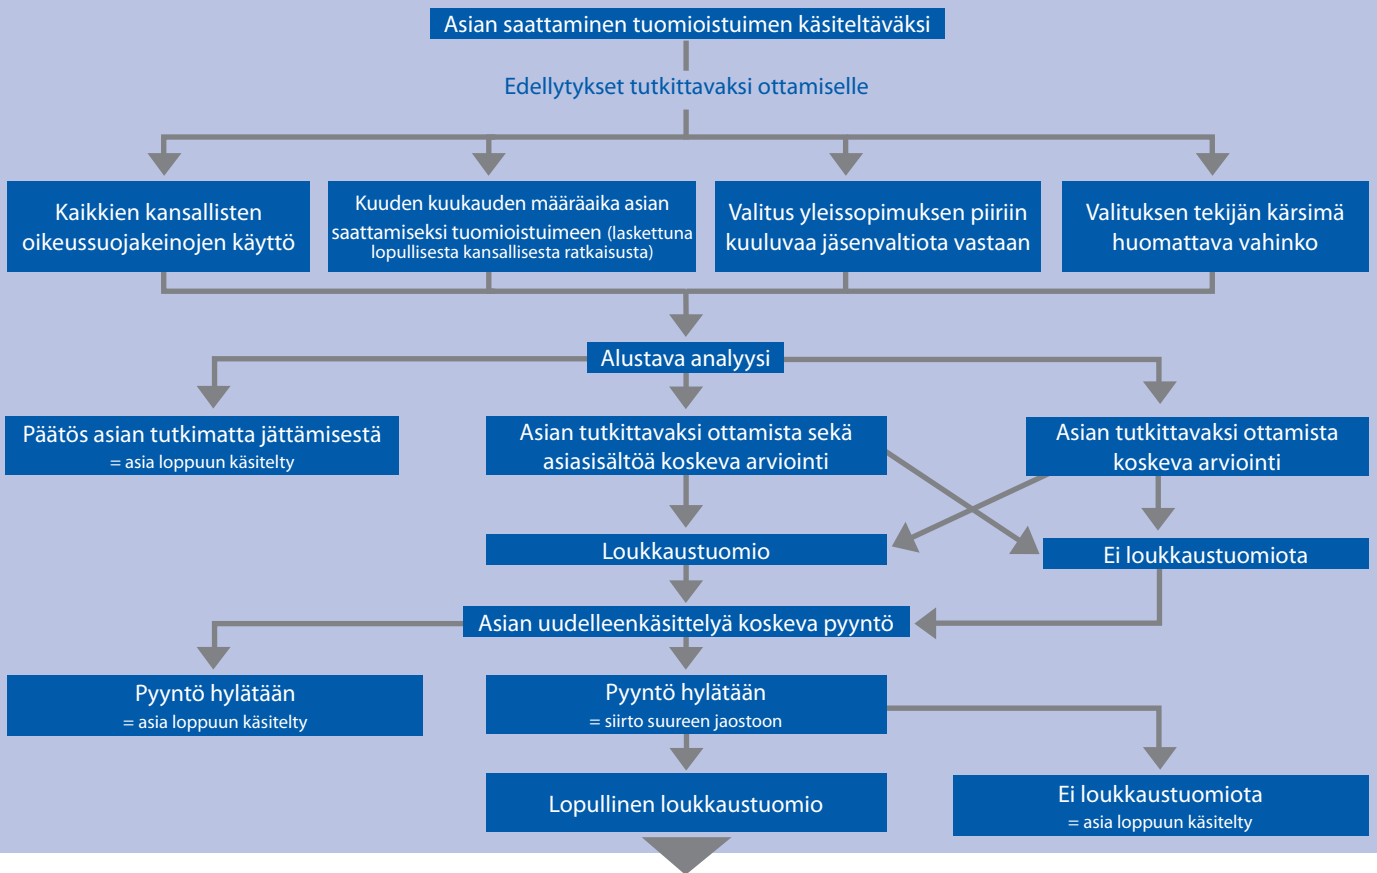 Asian saattaminen tuomioistuimen käsiteltäväksi
Edellytykset tutkittavaksi ottamiselle
Kaikkien kansallisten
oikeussuojakeinojen käyttö
Kuuden kuukauden määräaika asian
saattamiseksi tuomioistuimeen (laskettuna
lopullisesta kansallisesta ratkaisusta)
Valitus yleissopimuksen piiriin
kuuluvaa jäsenvaltiota vastaan
Valituksen tekijän kärsimä
huomattava vahinko
Alustava analyysi
Päätös asian tutkimatta jättämisestä
= asia loppuun käsitelty
Asian tutkittavaksi ottamista sekä
asiasisältöä koskeva arviointi
Asian tutkittavaksi ottamista
koskeva arviointi
Loukkaustuomio
Ei loukkaustuomiota
Asian uudelleenkäsittelyä koskeva pyyntö
Pyyntö hylätään
= asia loppuun käsitelty
Pyyntö hylätään
= siirto suureen jaostoon
Lopullinen loukkaustuomio
Ei loukkaustuomiota
= asia loppuun käsitelty